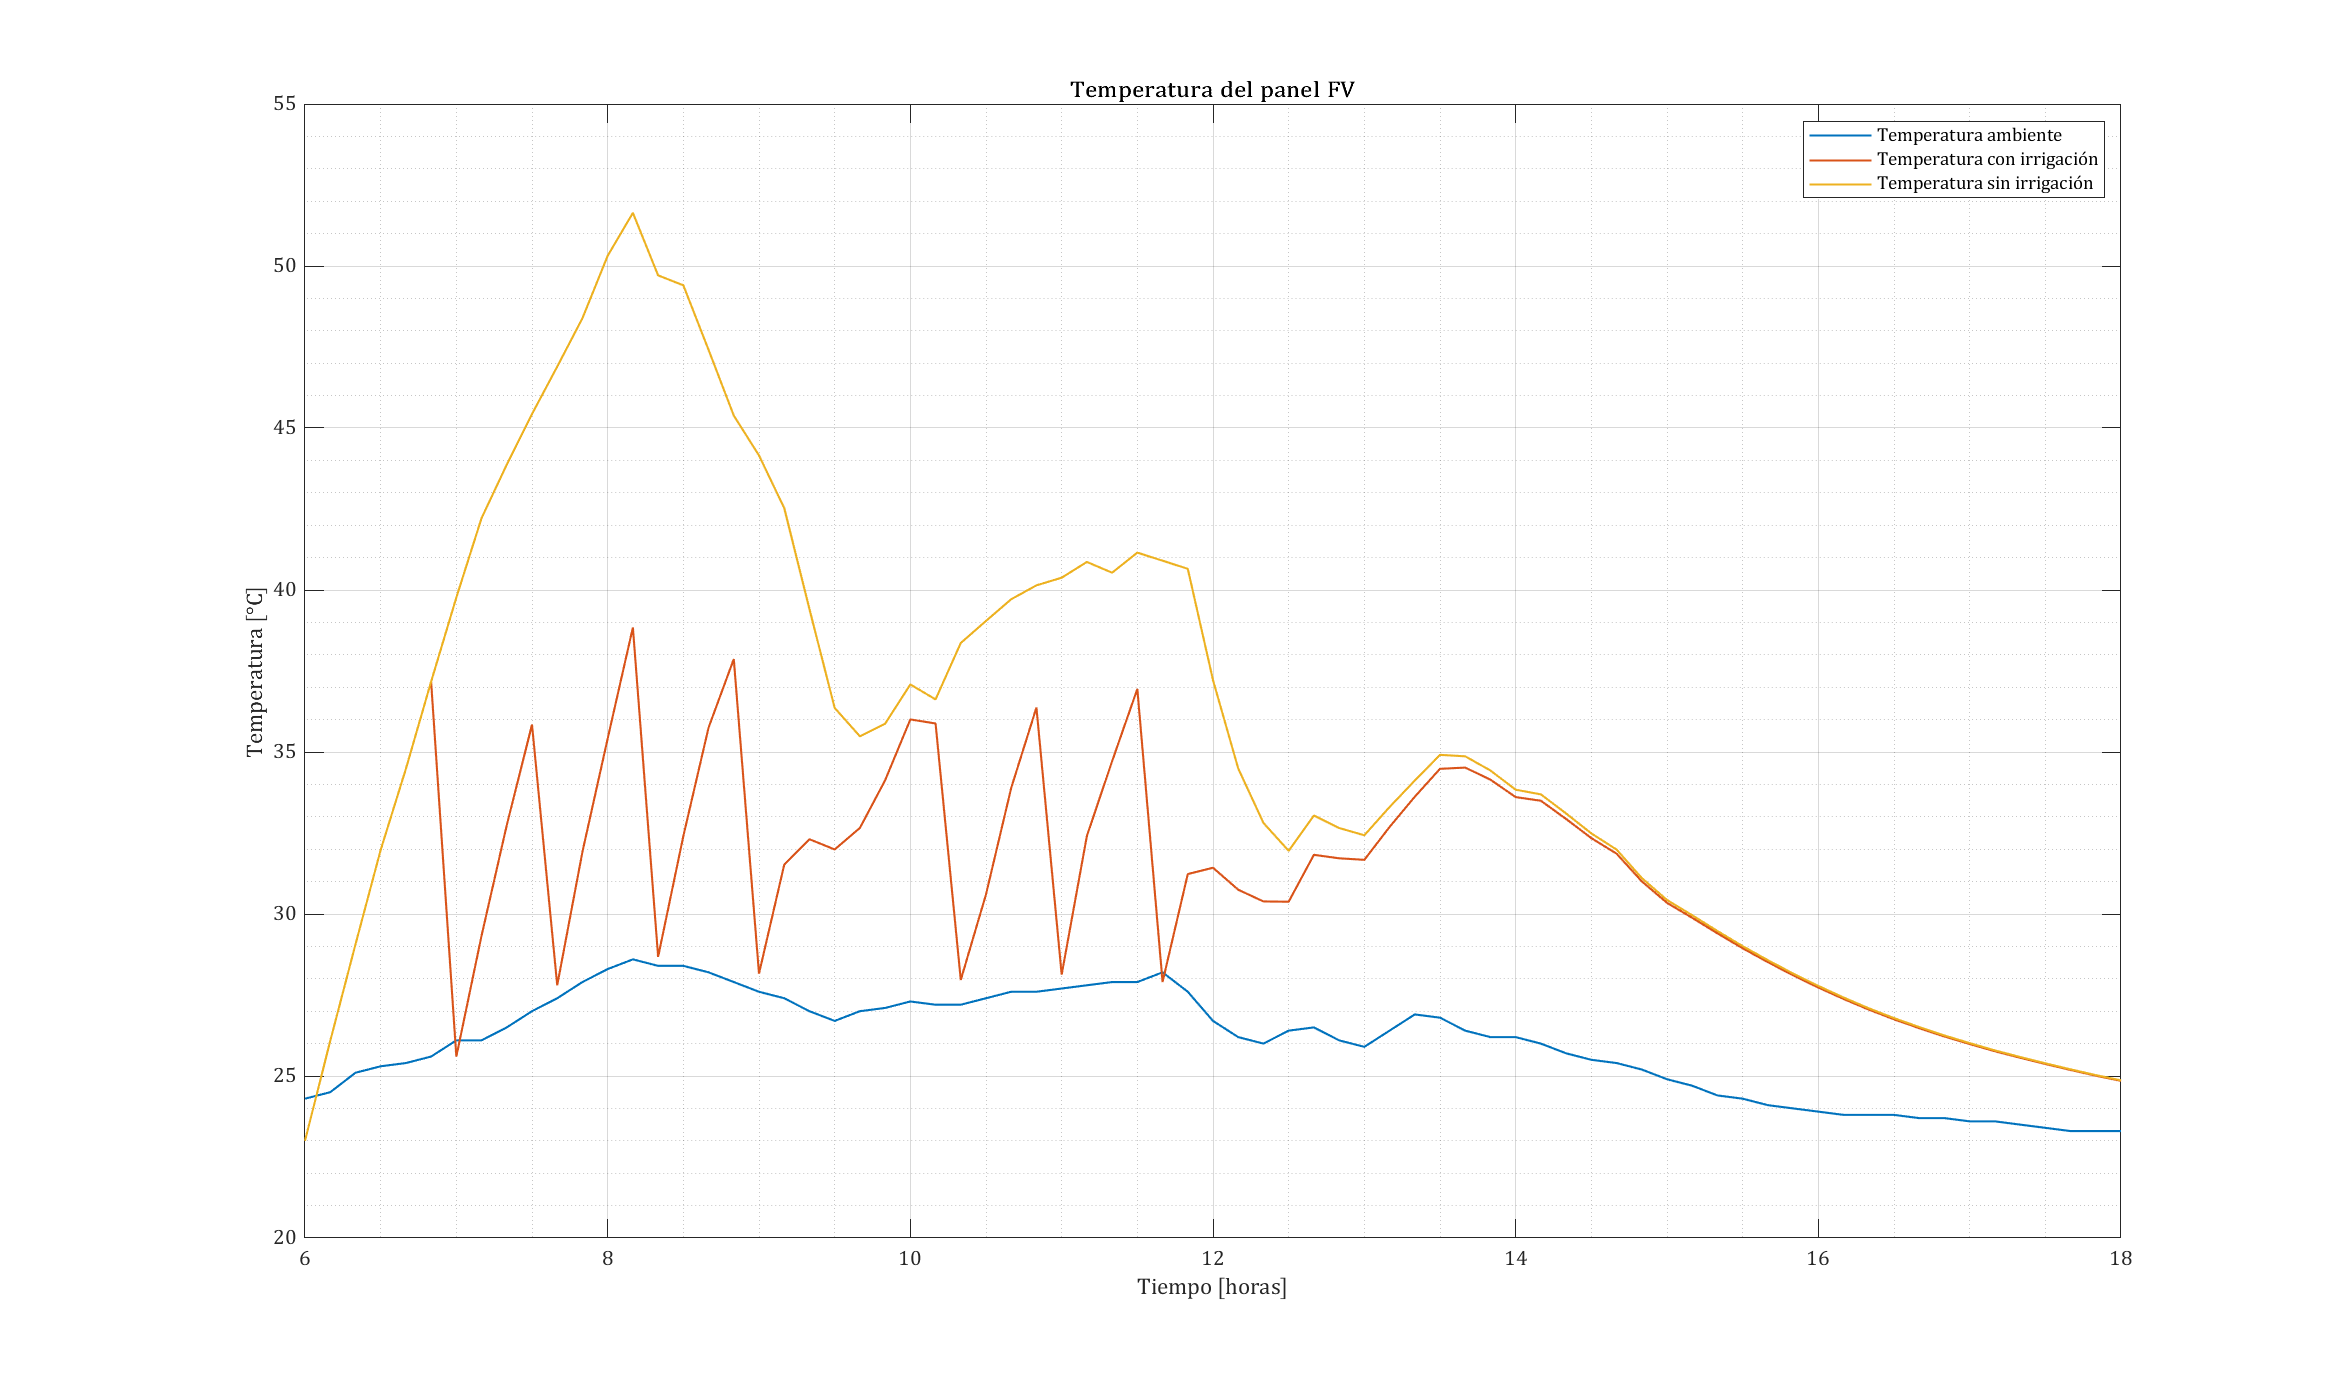 Temperatura del panel FV
55
50
45
40
35
30
25
20
Temperatura [°C]
Temperatura ambiente
Temperatura con irrigación
Temperatura sin irrigación
6 8 10 12 14 16 18
Tiempo [horas]